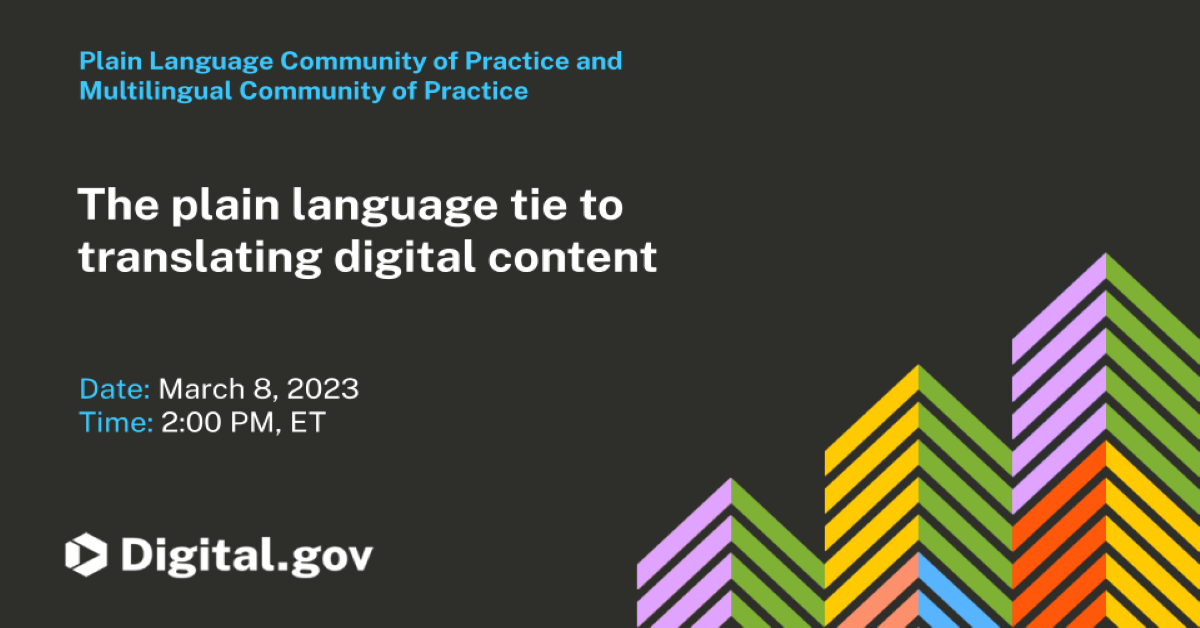 Plain Language Community of Practice and
Multilingual Community of Practice
The plain language tie to
translating digital content
Date: March 8, 2023
Time: 2:00 PM, ET
Digital.gov